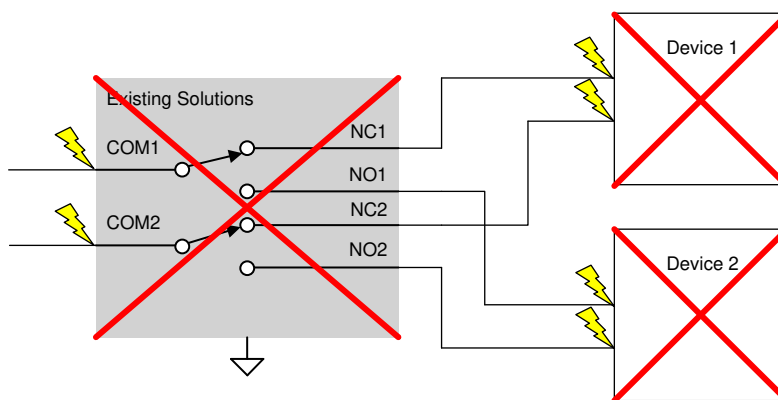 Device 1
Existing Solutions
NC1
COM1
NO1
NC2
COM2
NO2
Device 2